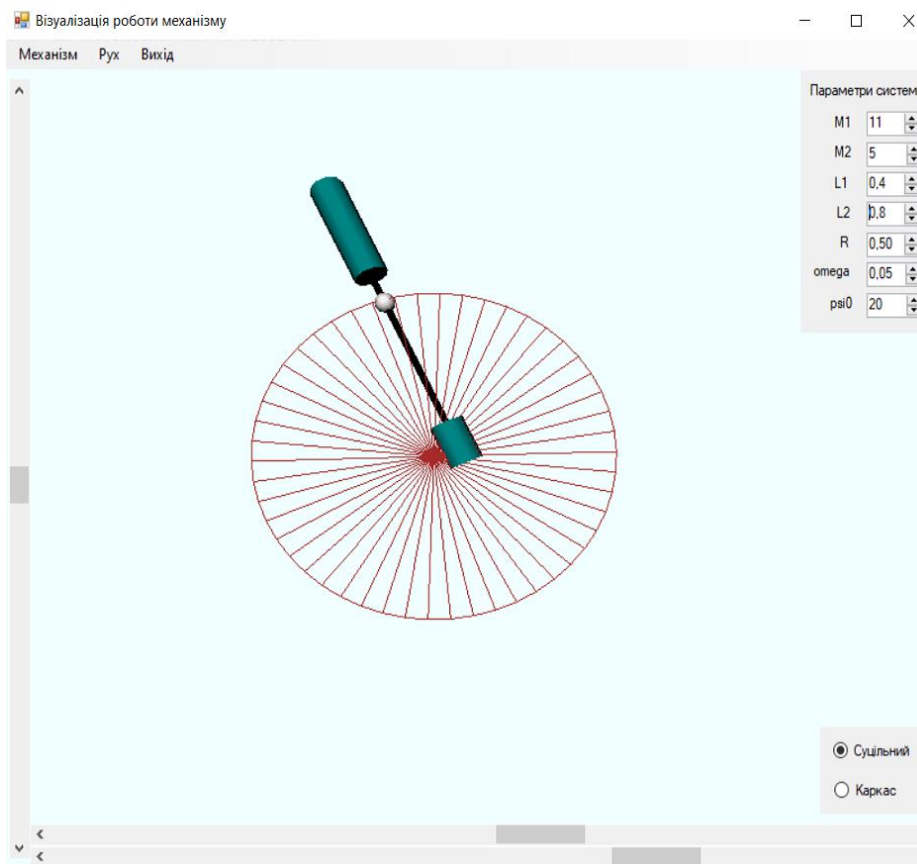 Візуалізація роботи механізму
Механізм Рух Вихід
Параметри систем
M1 11
M2 5
L1 0,4
L2 0,8
R 0,50
omega 0,05
psi0 20
Суцільний
Каркас